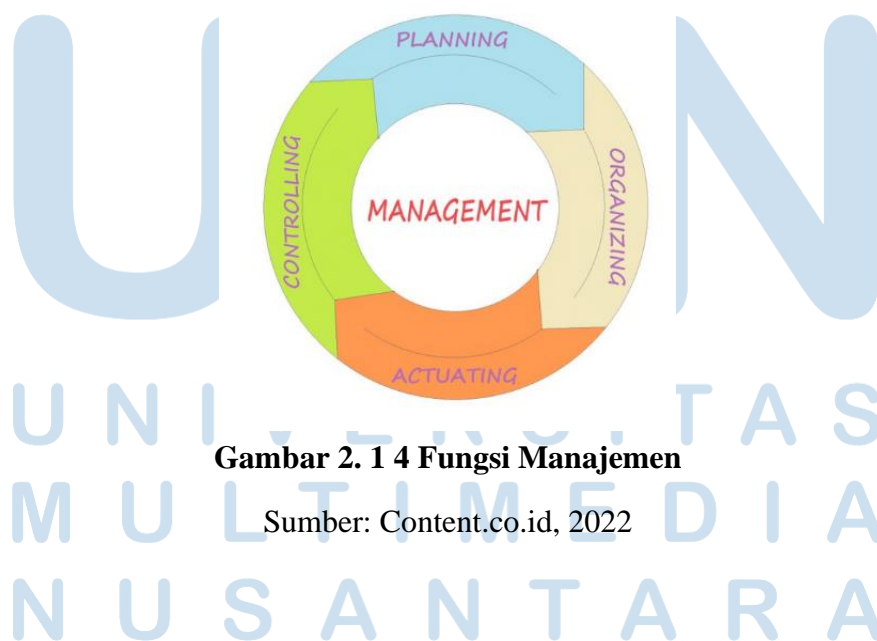 PLANNING
ORGANIZING
MANAGEMENT
CONTROLLING
ACTUATING
Gambar 2. 1 4 Fungsi Manajemen
Sumber: Content.co.id, 2022
UNIVERSITAS
MULTIMEDIA
NUSANTARA